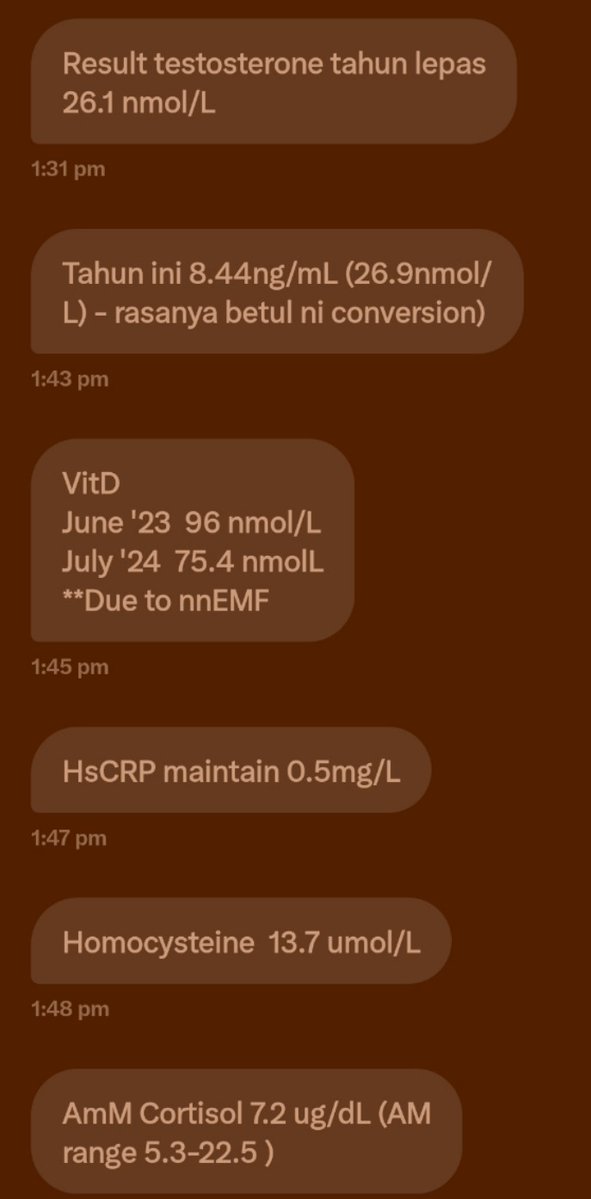 Result testosterone tahun lepas
26.1 nmol/L
1:31 pm
Tahun ini 8.44ng/mL (26.9nmol/
L) - rasanya betul ni conversion)
1:43 pm
VitD
June '23  96 nmol/L
July '24  75.4 nmolL
**Due to nnEMF
1:45 pm
HsCRP maintain 0.5mg/L
1:47 pm
Homocysteine  13.7 umol/L
1:48 pm
AmM Cortisol 7.2 ug/dL (AM
range 5.3-22.5 )